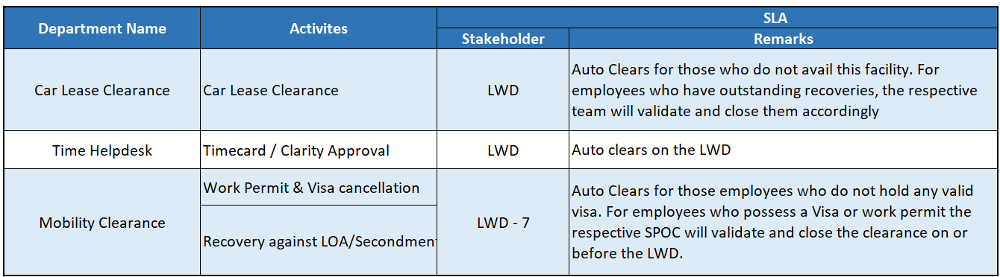 Department Name
Activites
SLA
Stakeholder
Remarks
Car Lease Clearance
Car Lease Clearance
LWD
Auto Clears for those who do not avail this facility. For
employees who have outstanding recoveries, the respective
team will validate and close them accordingly
Time Helpdesk
Timecard / Clarity Approval
LWD
Auto clears on the LWD
Mobility Clearance
Work Permit & Visa cancellation
Recovery against LOA/Secondment
LWD - 7
Auto Clears for those employees who do not hold any valid
visa. For employees who possess a Visa or work permit the
respective SPOC will validate and close the clearance on or
before the LWD.